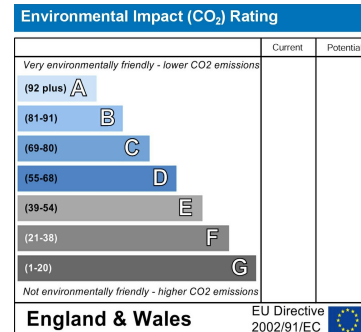 Environmental Impact (CO₂) Rating
Current Potential
Very environmentally friendly - lower CO2 emissions
(92 plus) A
(81-91) B
(69-80) C
(55-68) D
(39-54) E
(21-38) F
(1-20) G
Not environmentally friendly - higher CO2 emissions
England & Wales
EU Directive
2002/91/EC